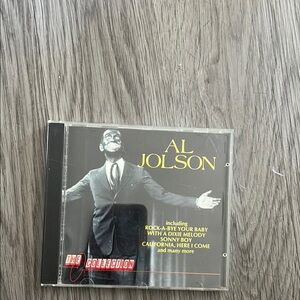 AL
JOLSON
including
ROCK-A-BYE YOUR BABY
WITH A DIXIE MELODY
SONNY BOY
CALIFORNIA, HERE I COME
and many more
THE
COLLECTION